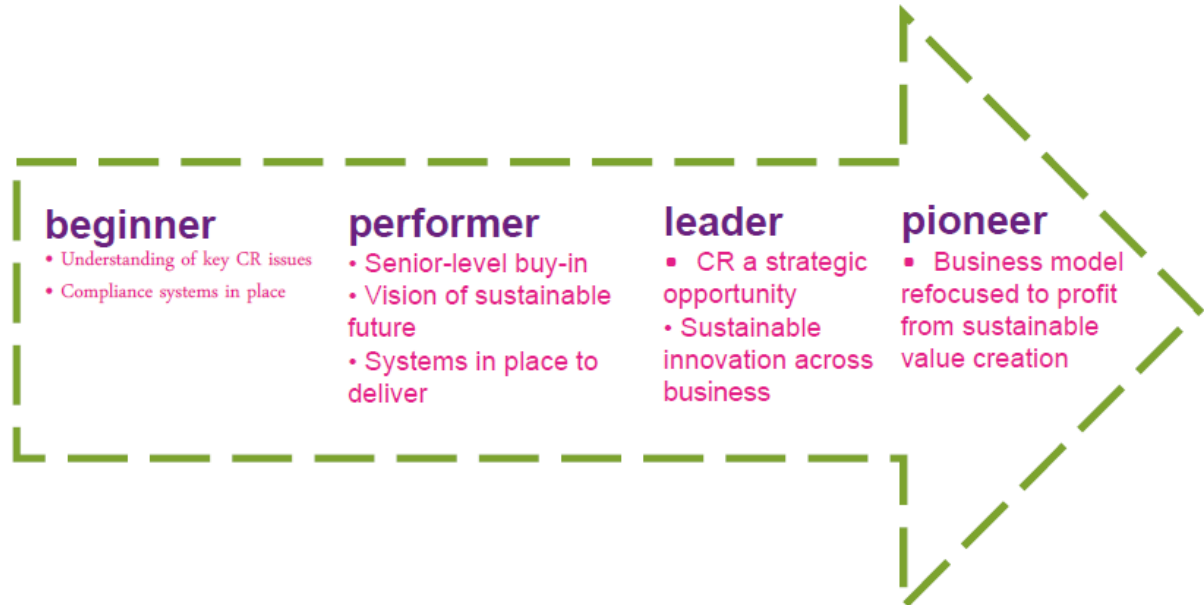 beginner
• Understanding of key CR issues
• Compliance systems in place
performer
• Senior-level buy-in
• Vision of sustainable
future
• Systems in place to
deliver
leader
▪ CR a strategic
opportunity
• Sustainable
innovation across
business
pioneer
▪ Business model
refocused to profit
from sustainable
value creation